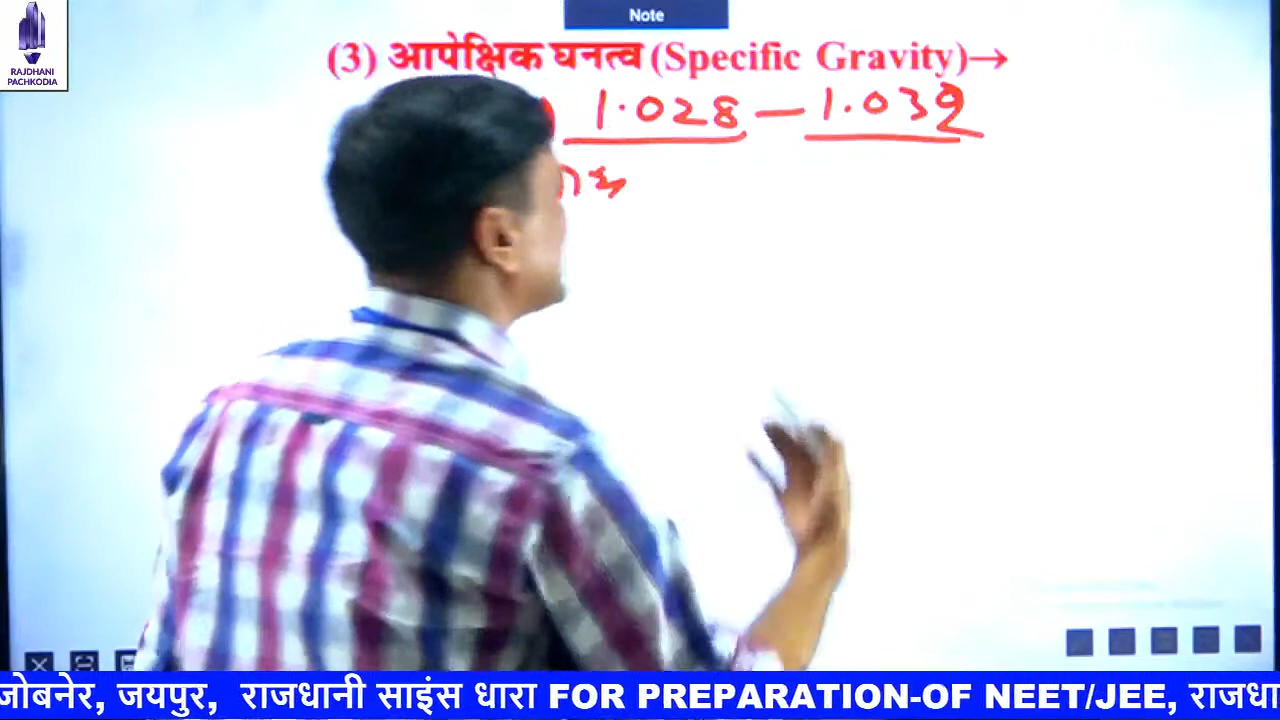 Note
(3) आपेक्षिक घनत्व (Specific Gravity)→
1.028 — 1.032
RAJDHANI
PACHKODIA
जोबनेर, जयपुर, राजधानी साइंस धारा FOR PREPARATION-OF NEET/JEE, राजधा